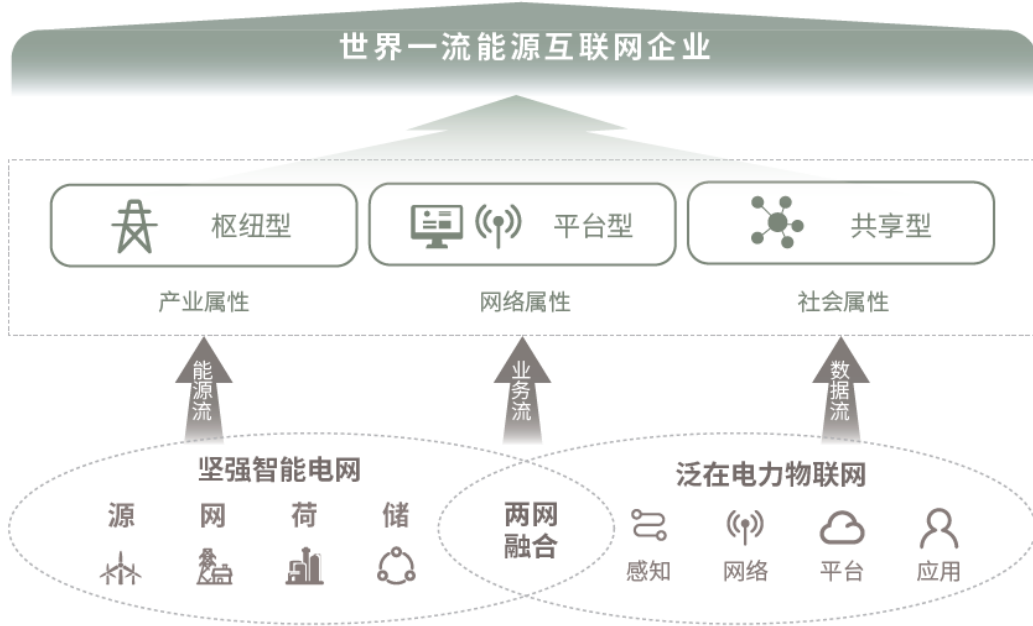 世界一流能源互联网企业
枢纽型
平台型
共享型
产业属性
网络属性
社会属性
能源流
业务流
数据流
坚强智能电网
泛在电力物联网
源
网
荷
储
两网
融合
感知
网络
平台
应用